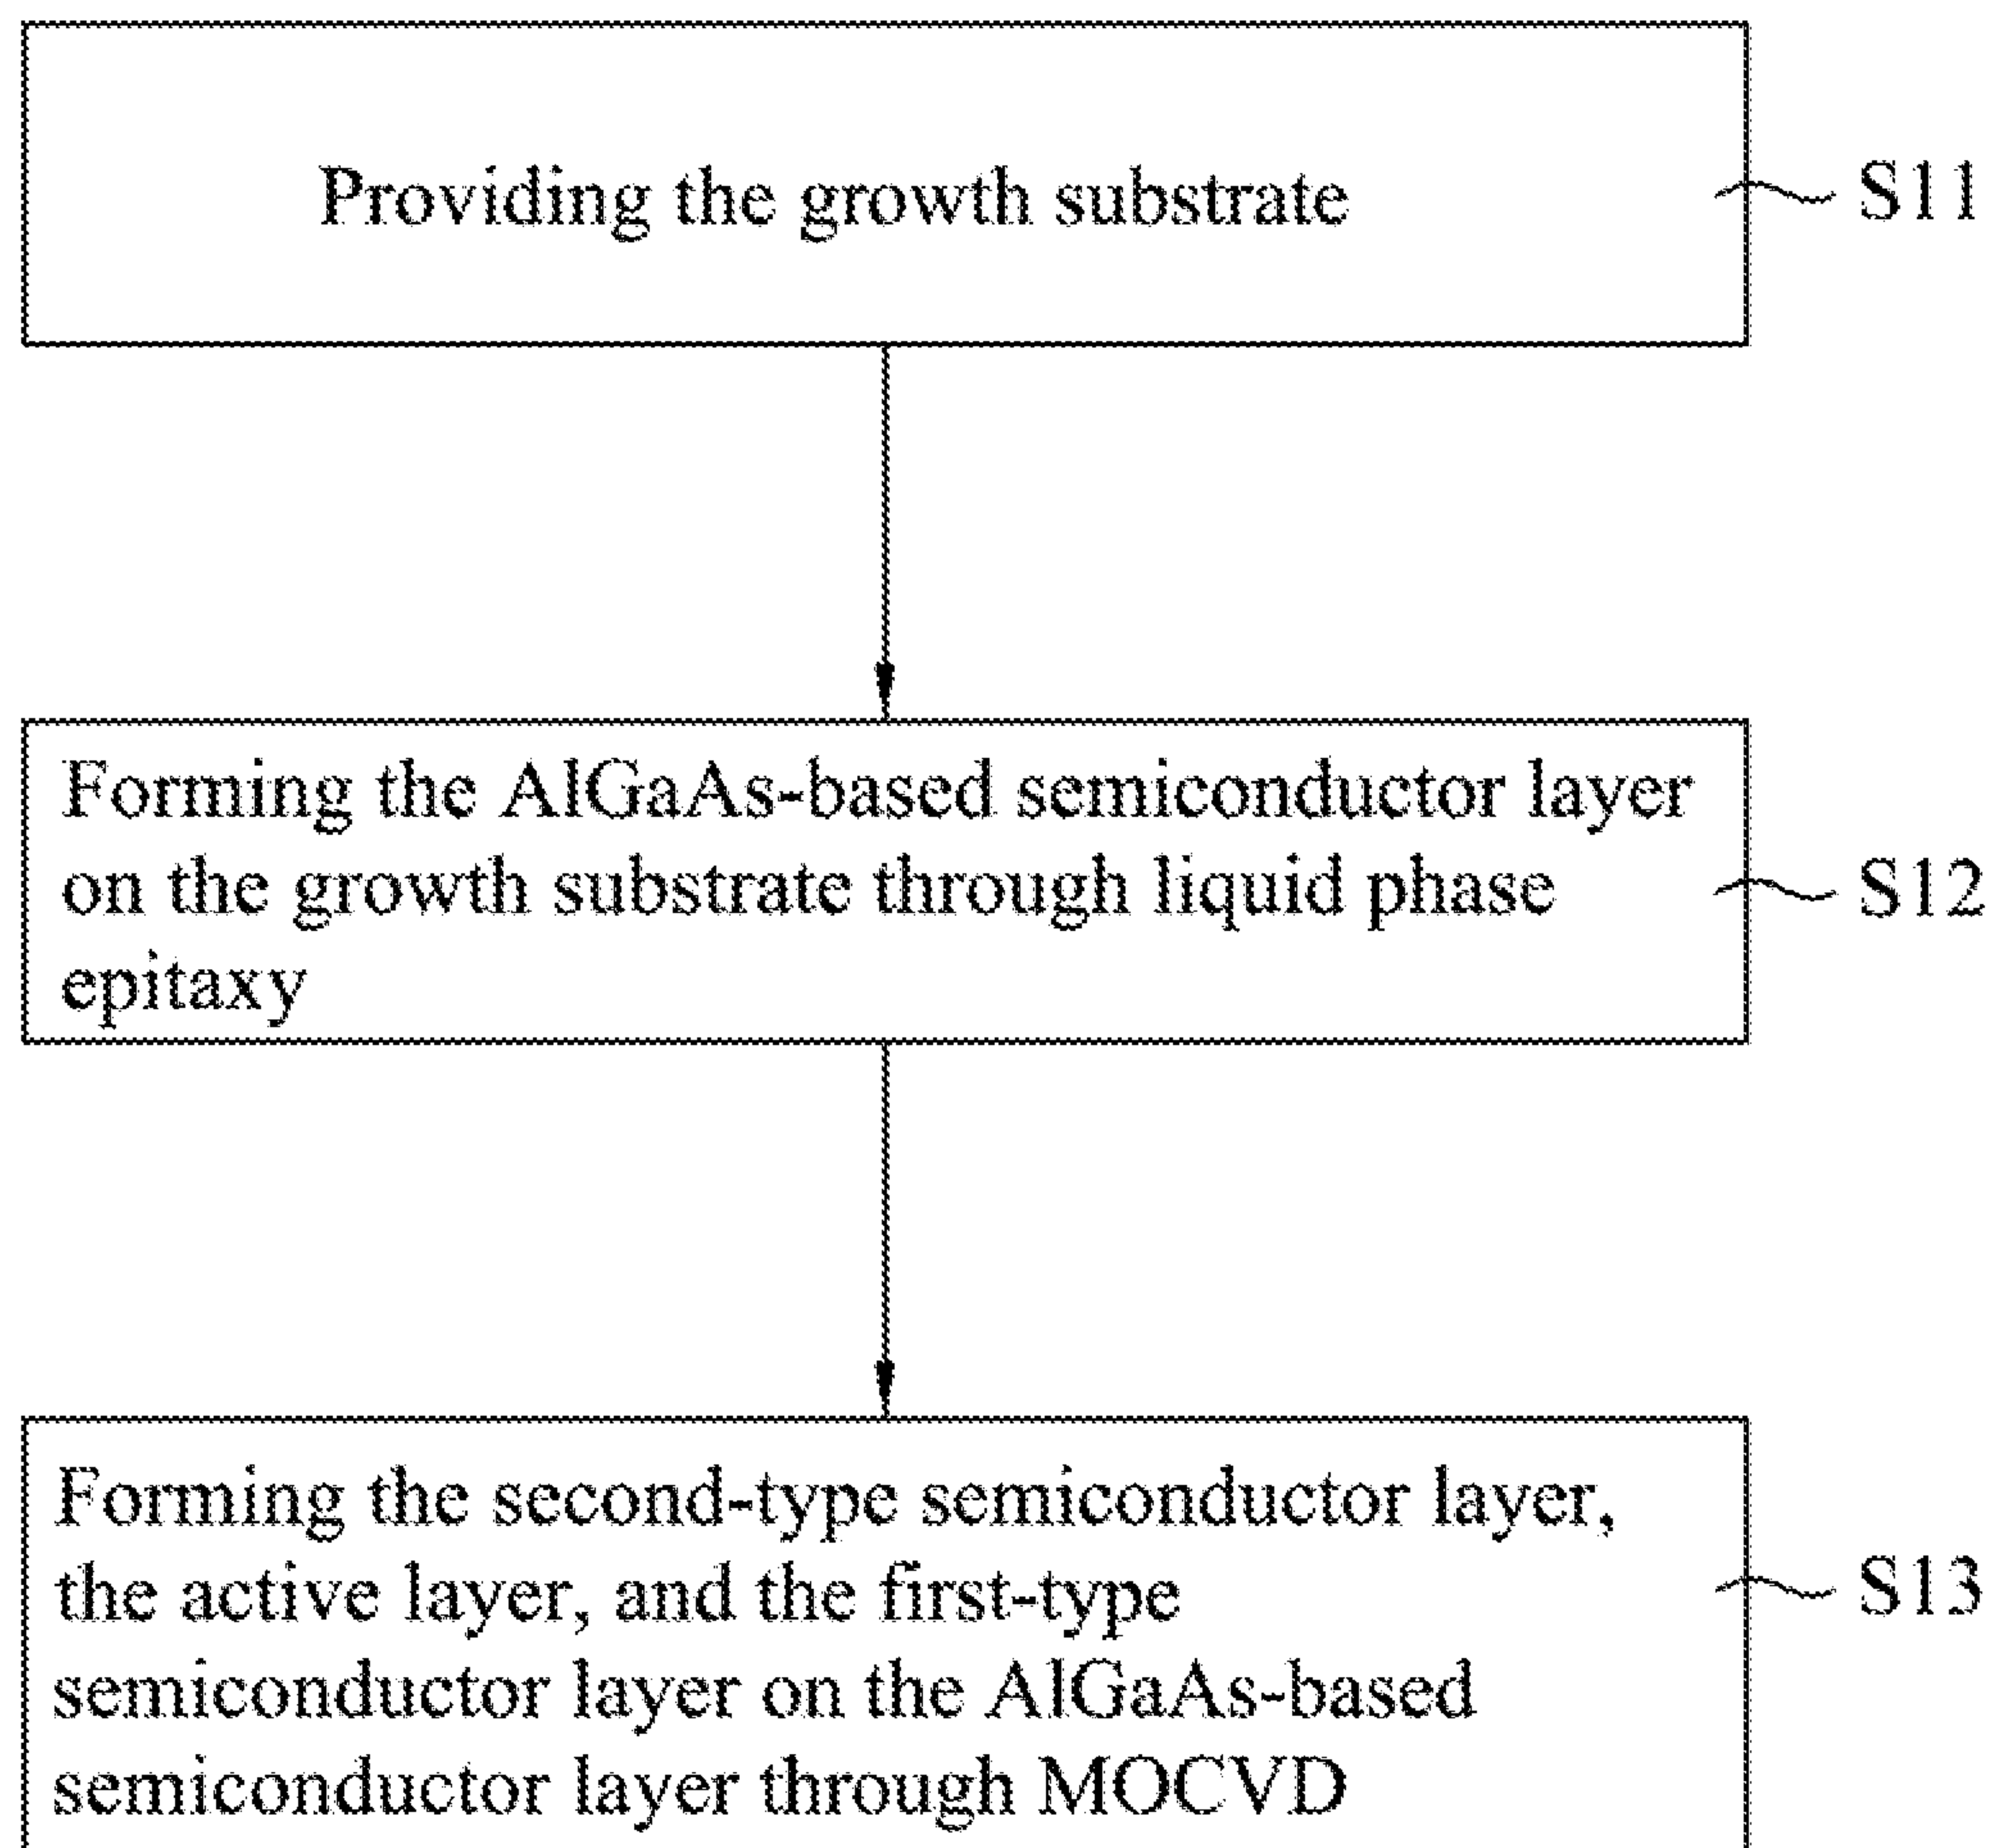 Providing the growth substrate
S11
Forming the AlGaAs-based semiconductor layer
on the growth substrate through liquid phase
epitaxy
S12
Forming the second-type semiconductor layer,
the active layer, and the first-type
semiconductor layer on the AlGaAs-based
semiconductor layer through MOCVD
S13